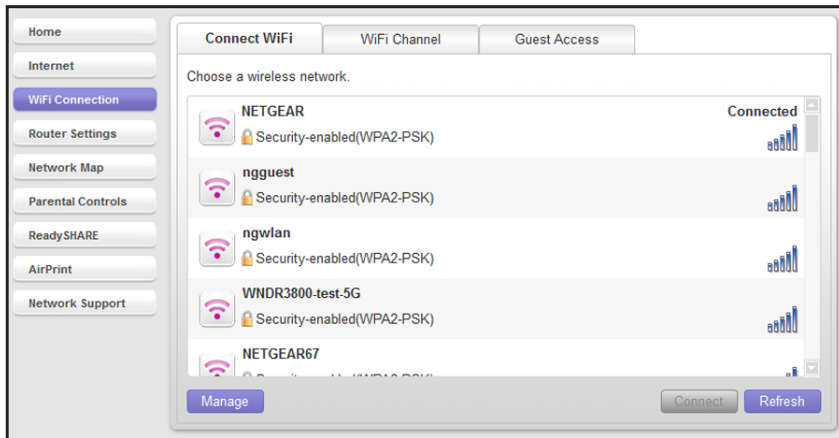 Home
Internet
WiFi Connection
Router Settings
Network Map
Parental Controls
ReadySHARE
AirPrint
Network Support
Connect WiFi
WiFi Channel
Guest Access
Choose a wireless network.
NETGEAR
Connected
Security-enabled(WPA2-PSK)
ngguest
Security-enabled(WPA2-PSK)
ngwlan
Security-enabled(WPA2-PSK)
WNDR3800-test-5G
Security-enabled(WPA2-PSK)
NETGEAR67
Manage
Connect
Refresh